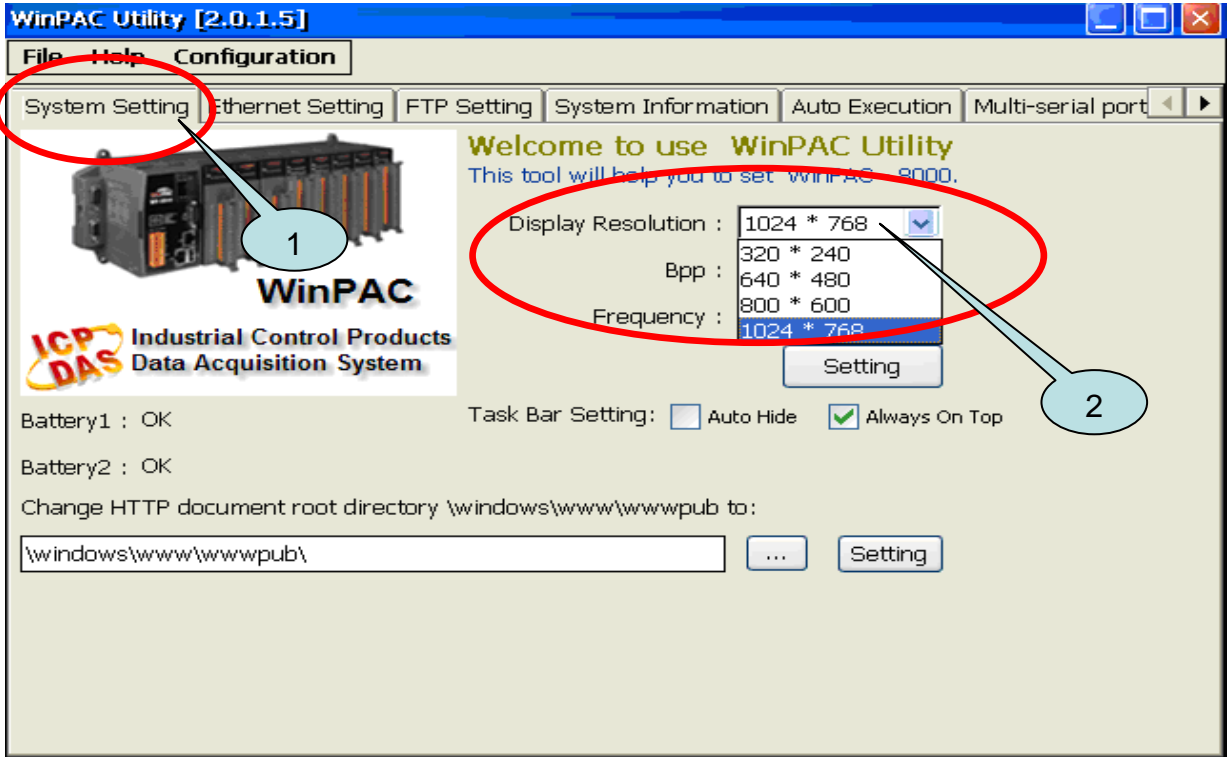 WinPAC Utility [2.0.1.5]
File Help Configuration
System Setting Ethernet Setting FTP Setting System Information Auto Execution Multi-serial port
Welcome to use WinPAC Utility
This tool will help you to set WinPAC - 8000.
Display Resolution : 1024 * 768
320 * 240
Bpp : 640 * 480
800 * 600
Frequency : 1024 * 768
Setting
1
2
WinPAC
ICP DAS Industrial Control Products
Data Acquisition System
Task Bar Setting: Auto Hide Always On Top
Battery1 : OK
Battery2 : OK
Change HTTP document root directory \windows\www\wwwpub to:
\windows\www\wwwpub\ ... Setting